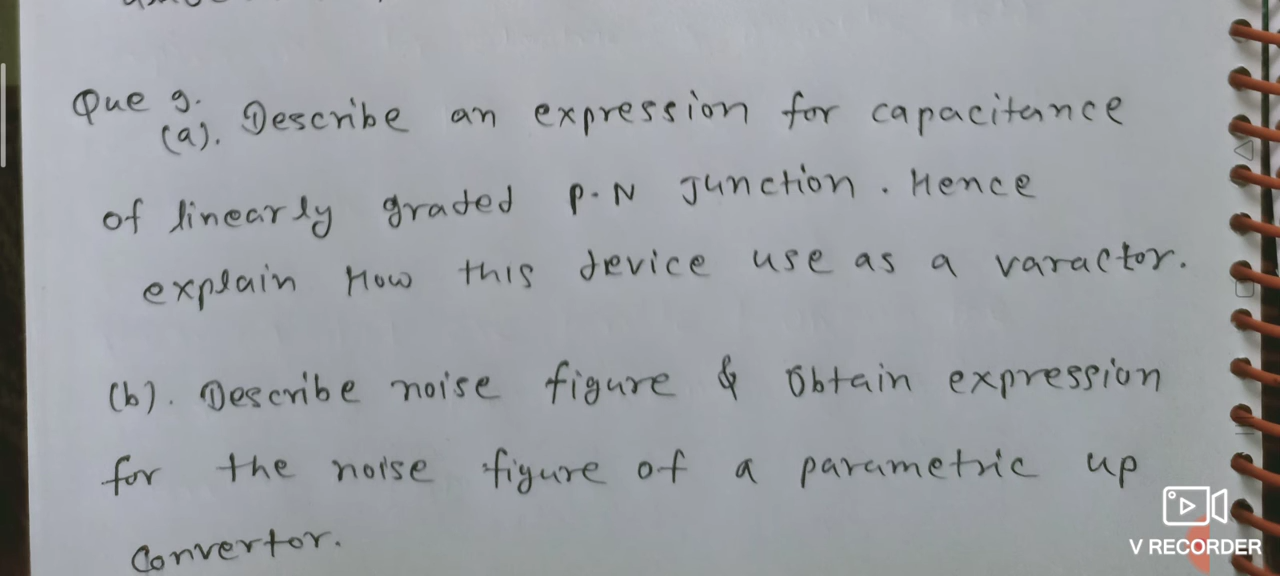 Que 9.
(a). Describe an expression for capacitance
of linearly graded P-N Junction. Hence
explain How this device use as a varactor.
(b). Describe noise figure & Obtain expression
for the noise figure of a parametric up
Convertor.
V RECORDER